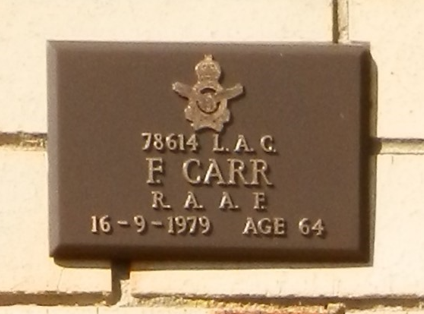 78614 L.A.C.
F. CARR
R. A. A. F.
16-9-1979 AGE 64